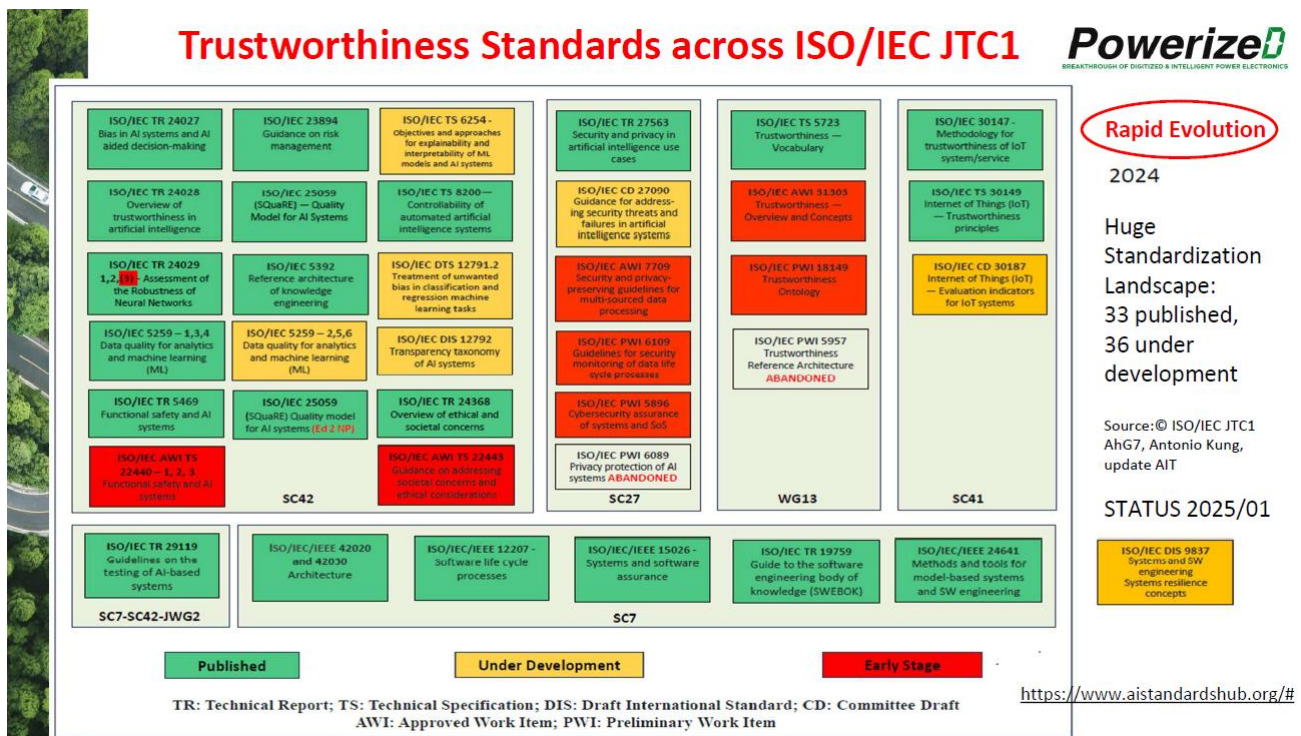 Trustworthiness Standards across ISO/IEC JTC1
PowerizeD
BREAKTHROUGH OF DIGITIZED & INTELLIGENT POWER ELECTRONICS
ISO/IEC TR 24027
Bias in AI systems and AI
aided decision-making
ISO/IEC 23894
Guidance on risk
management
ISO/IEC TS 6254 -
Objectives and approaches
for explainability and
interpretability of ML
models and AI systems
ISO/IEC TR 24028
Overview of
trustworthiness in
artificial intelligence
ISO/IEC 25059
(SQuaRE) — Quality
Model for AI Systems
ISO/IEC TS 8200—
Controllability of
automated artificial
intelligence systems
ISO/IEC TR 24029
1,2,(3) - Assessment of
the Robustness of
Neural Networks
ISO/IEC 5392
Reference architecture
of knowledge
engineering
ISO/IEC DTS 12791.2
Treatment of unwanted
bias in classification and
regression machine
learning tasks
ISO/IEC 5259 – 1,3,4
Data quality for analytics
and machine learning
(ML)
ISO/IEC 5259 – 2,5,6
Data quality for analytics
and machine learning
(ML)
ISO/IEC DIS 12792
Transparency taxonomy
of AI systems
ISO/IEC TR 5469
Functional safety and AI
systems
ISO/IEC 25059
(SQuaRE) Quality model
for AI systems (Ed 2 NP)
ISO/IEC TR 24368
Overview of ethical and
societal concerns
ISO/IEC AWI TS
22440 – 1, 2, 3
Functional safety and AI
systems
SC42
ISO/IEC AWI TS 22443
Guidance on addressing
societal concerns and
ethical considerations
ISO/IEC TR 27563
Security and privacy in
artificial intelligence use
cases
ISO/IEC CD 27090
Guidance for address-
ing security threats and
failures in artificial
intelligence systems
ISO/IEC AWI 7709
Security and privacy-
preserving guidelines for
multi-sourced data
processing
ISO/IEC PWI 6109
Guidelines for security
monitoring of data life
cycle processes
ISO/IEC PWI 5896
Cybersecurity assurance
of systems and SoS
ISO/IEC PWI 6089
Privacy protection of AI
systems ABANDONED
SC27
ISO/IEC TS 5723
Trustworthiness —
Vocabulary
ISO/IEC AWI 31303
Trustworthiness —
Overview and Concepts
ISO/IEC PWI 18149
Trustworthiness
Ontology
ISO/IEC PWI 5957
Trustworthiness
Reference Architecture
ABANDONED
WG13
ISO/IEC 30147 -
Methodology for
trustworthiness of IoT
system/service
ISO/IEC TS 30149
Internet of Things (IoT)
— Trustworthiness
principles
ISO/IEC CD 30187
Internet of Things (IoT)
— Evaluation indicators
for IoT systems
SC41
ISO/IEC TR 29119
Guidelines on the
testing of AI-based
systems
SC7-SC42-JWG2
ISO/IEC/IEEE 42020
and 42030
Architecture
ISO/IEC/IEEE 12207 -
Software life cycle
processes
ISO/IEC/IEEE 15026 -
Systems and software
assurance
ISO/IEC TR 19759
Guide to the software
engineering body of
knowledge (SWEBOK)
ISO/IEC/IEEE 24641
Methods and tools for
model-based systems
and SW engineering
SC7
Published
Under Development
Early Stage
TR: Technical Report; TS: Technical Specification; DIS: Draft International Standard; CD: Committee Draft
AWI: Approved Work Item; PWI: Preliminary Work Item
Rapid Evolution
2024
Huge
Standardization
Landscape:
33 published,
36 under
development
Source:© ISO/IEC JTC1
AhG7, Antonio Kung,
update AIT
STATUS 2025/01
ISO/IEC DIS 9837
Systems and SW
engineering
Systems resilience
concepts
https://www.aistandardshub.org/#